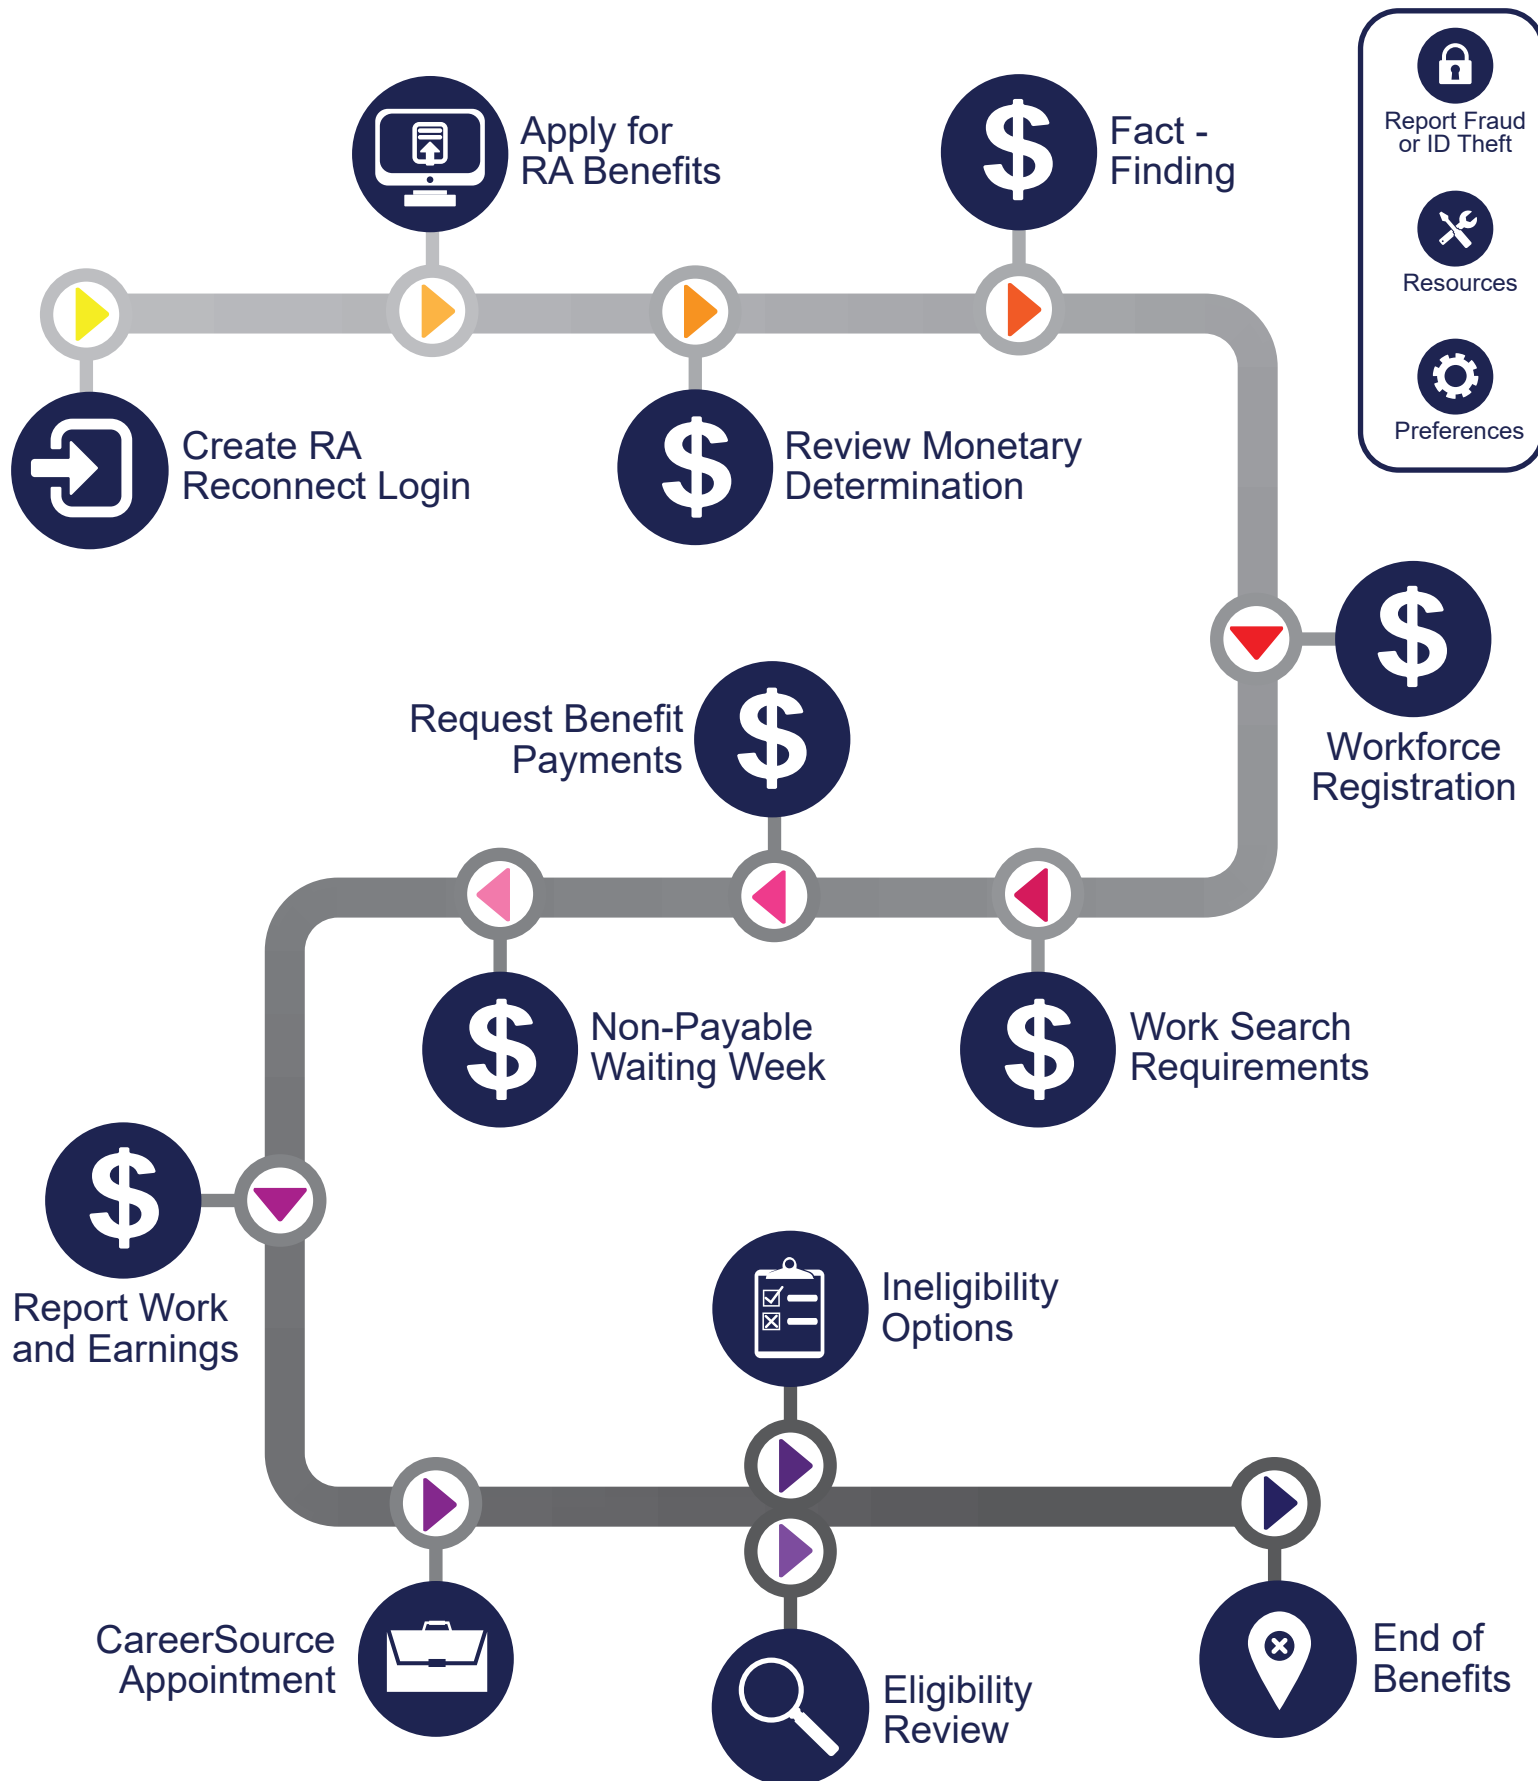 Create RA
Reconnect Login
Apply for
RA Benefits
Review Monetary
Determination
Fact -
Finding
Report Fraud
or ID Theft
Resources
Preferences
Workforce
Registration
Work Search
Requirements
Request Benefit
Payments
Non-Payable
Waiting Week
Report Work
and Earnings
CareerSource
Appointment
Ineligibility
Options
Eligibility
Review
End of
Benefits